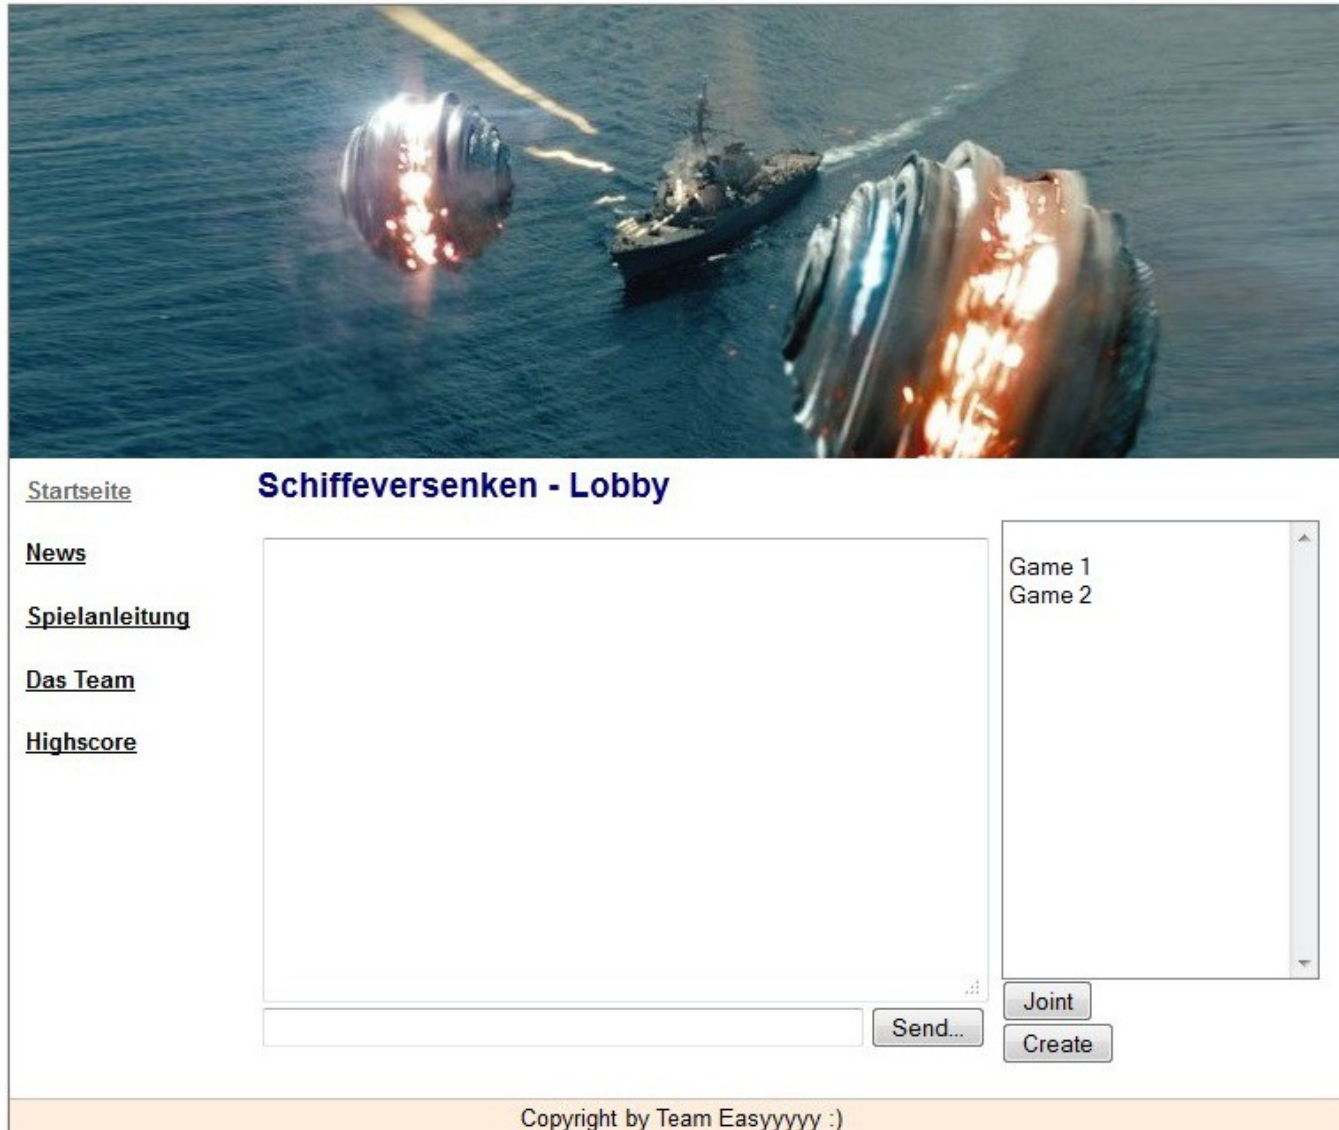 Startseite
News
Spielanleitung
Das Team
Highscore
Schiffeversenken - Lobby
Game 1
Game 2
Send...
Joint
Create
Copyright by Team Easyyyyy :)